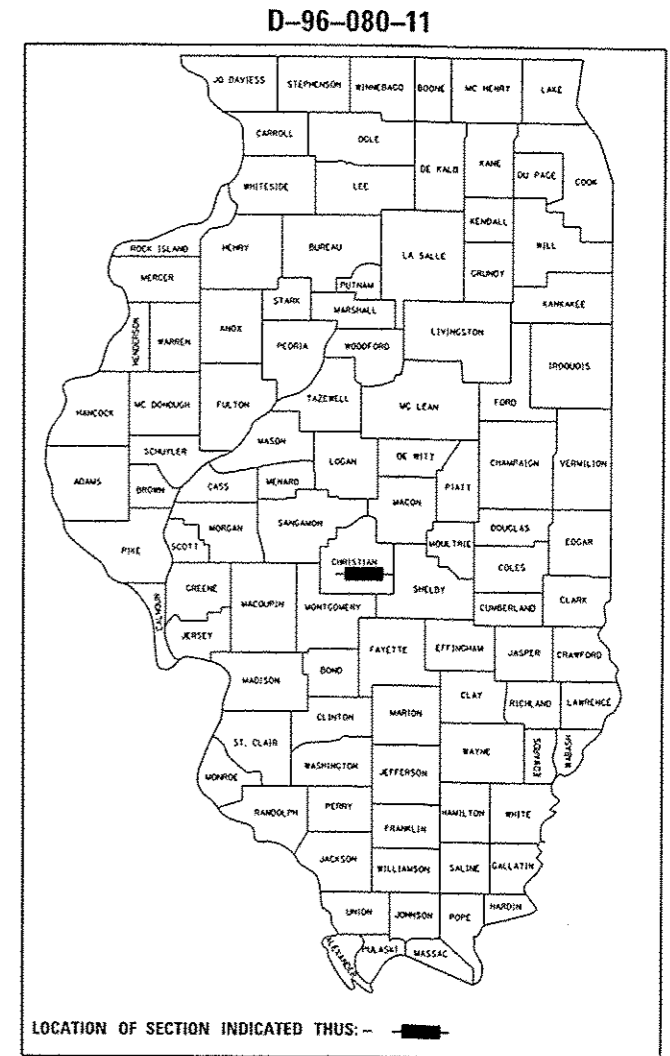 D-96-080-11
JO DAVIESS STEPHENSON WINNEBAGO BOONE MC HENRY LAKE
CARROLL OGLE DE KALB KANE DU PAGE COOK
WHITESIDE LEE
KENDALL
ROCK ISLAND HENRY BUREAU LA SALLE WILL
MERCER PUTNAM GRUNDY
STARK MARSHALL KANKAKEE
HENDERSON WARREN KNOX PEORIA WOODFORD LIVINGSTON IROQUOIS
HANCOCK MC DONOUGH FULTON TAZEWELL MC LEAN FORD
MASON
SCHUYLER LOGAN DE WITT CHAMPAIGN VERMILION
ADAMS BROWN CASS MENARD PIATT
MACON
MORGAN SANGAMON DOUGLAS
PIKE SCOTT CHRISTIAN MOULTRIE EDGAR
COLES
GREENE SHELBY
CALHOUN MACOUPIN MONTGOMERY CUMBERLAND CLARK
JERSEY
FAYETTE EFFINGHAM JASPER CRAWFORD
MADISON BOND
CLAY RICHLAND LAWRENCE
CLINTON MARION
ST. CLAIR WAYNE EDWARDS WABASH
WASHINGTON JEFFERSON
MONROE
RANDOLPH PERRY HAMILTON WHITE
FRANKLIN
JACKSON WILLIAMSON SALINE GALLATIN
UNION JOHNSON POPE HARDIN
ALEXANDER PULASKI MASSAC
LOCATION OF SECTION INDICATED THUS: -